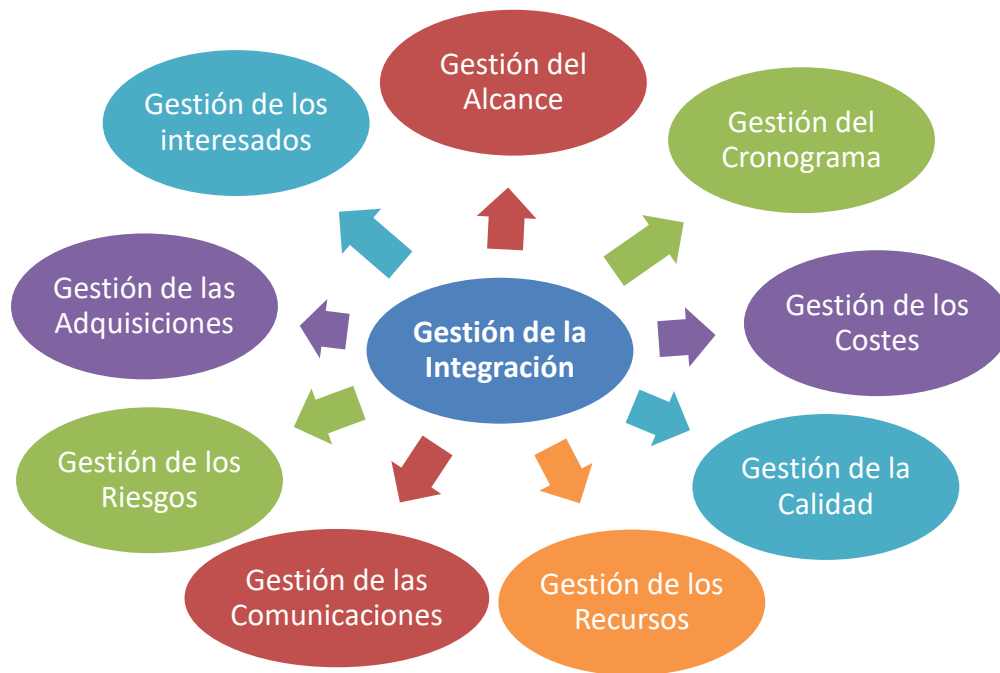 Gestión del
Alcance
Gestión del
Cronograma
Gestión de los
Costes
Gestión de la
Calidad
Gestión de los
Recursos
Gestión de las
Comunicaciones
Gestión de los
Riesgos
Gestión de las
Adquisiciones
Gestión de los
interesados
Gestión de la
Integración